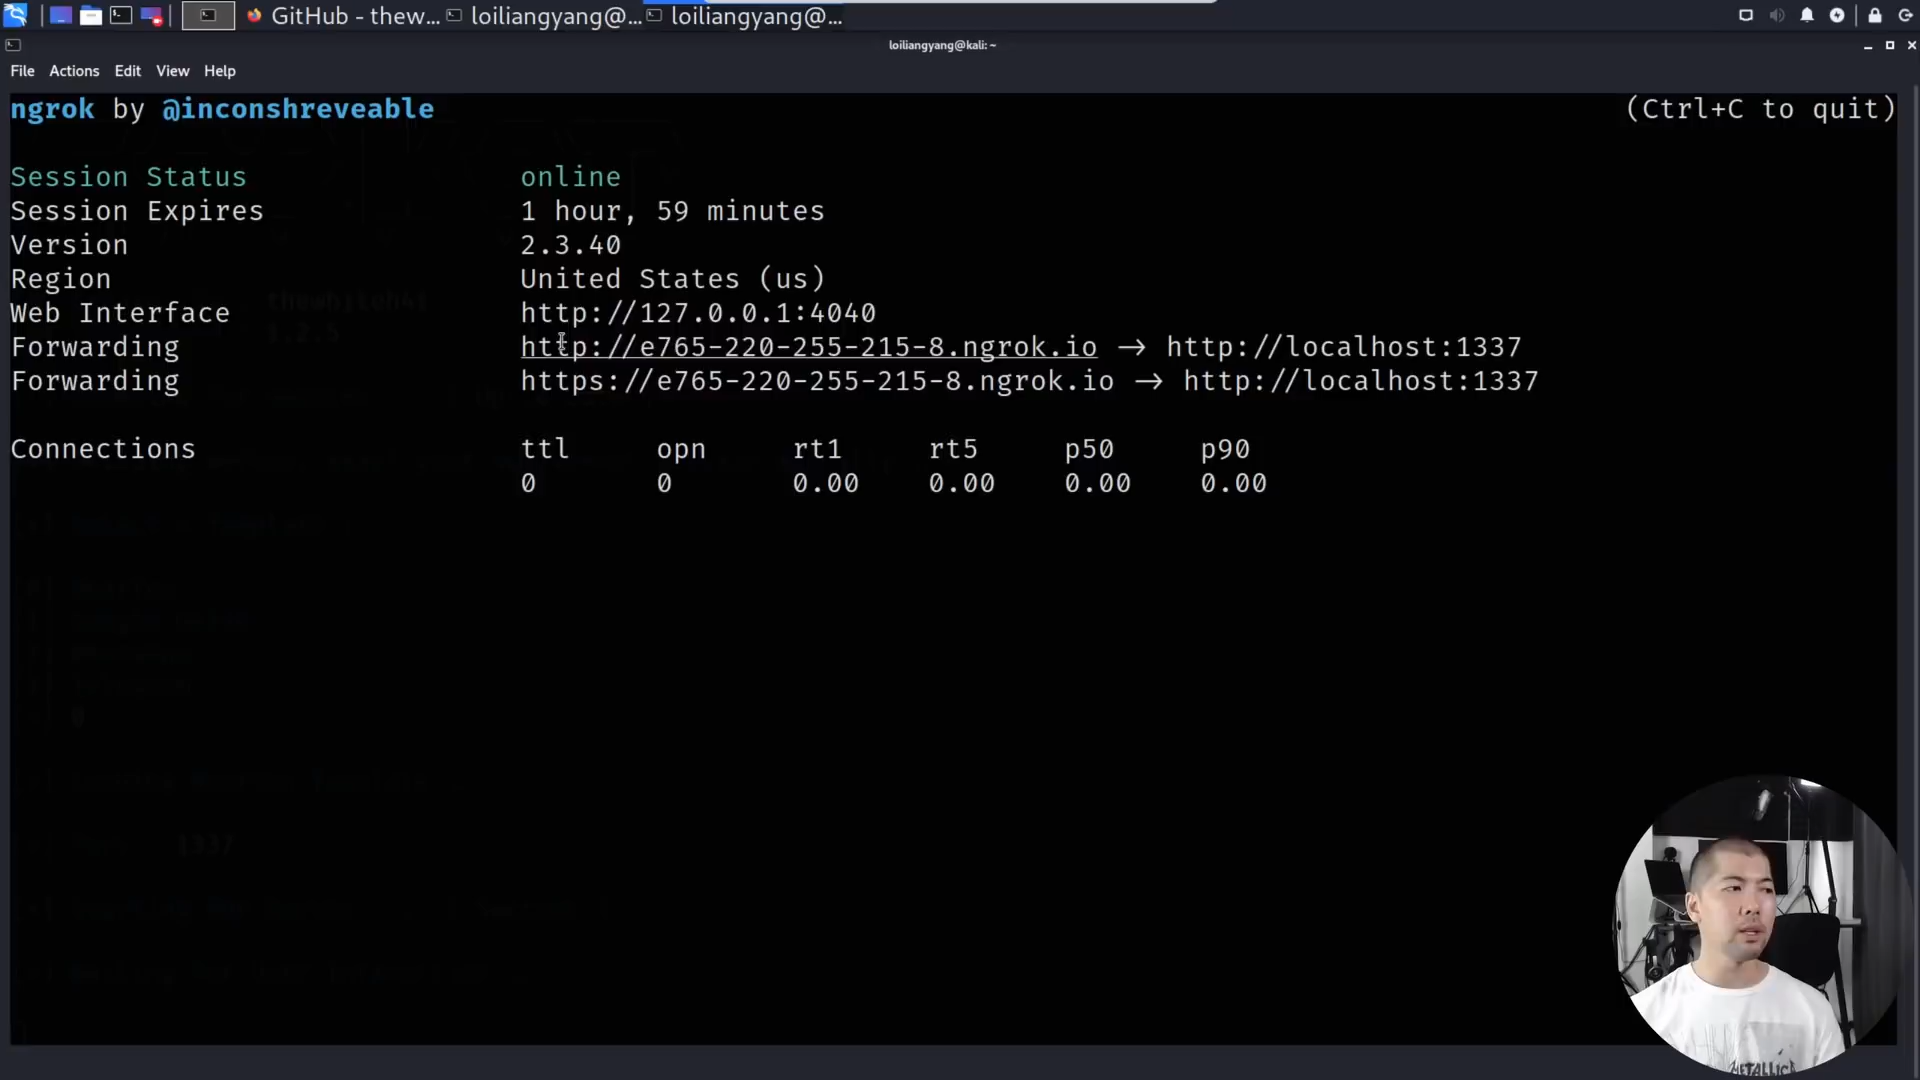 GitHub - thew... loiliangyang@... loiliangyang@...
loiliangyang@kali: ~
File Actions Edit View Help
ngrok by @inconshreveable (Ctrl+C to quit)
Session Status online
Session Expires 1 hour, 59 minutes
Version 2.3.40
Region United States (us)
Web Interface http://127.0.0.1:4040
Forwarding http://e765-220-255-215-8.ngrok.io → http://localhost:1337
Forwarding https://e765-220-255-215-8.ngrok.io → http://localhost:1337
Connections ttl opn rt1 rt5 p50 p90
0 0 0.00 0.00 0.00 0.00
1337
METALLICA